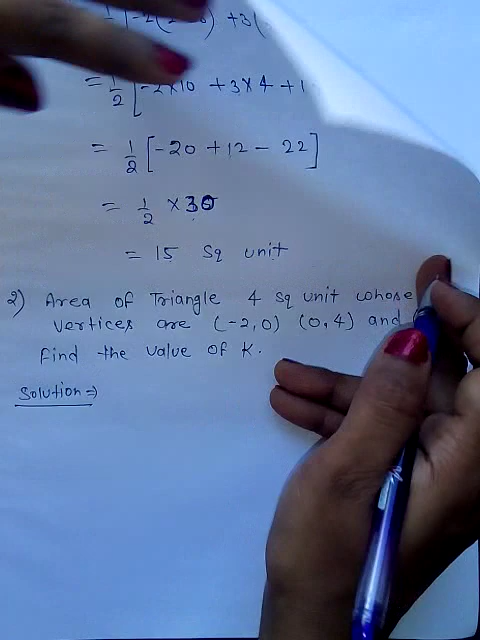 = 1/2 [-2×10 +3×4 +1
= 1/2 [-20 +12 - 22]
= 1/2 ×30
= 15 Sq unit
2) Area of Triangle 4 sq unit whose
vertices are (-2,0) (0,4) and
Find the value of K.
Solution ⇒